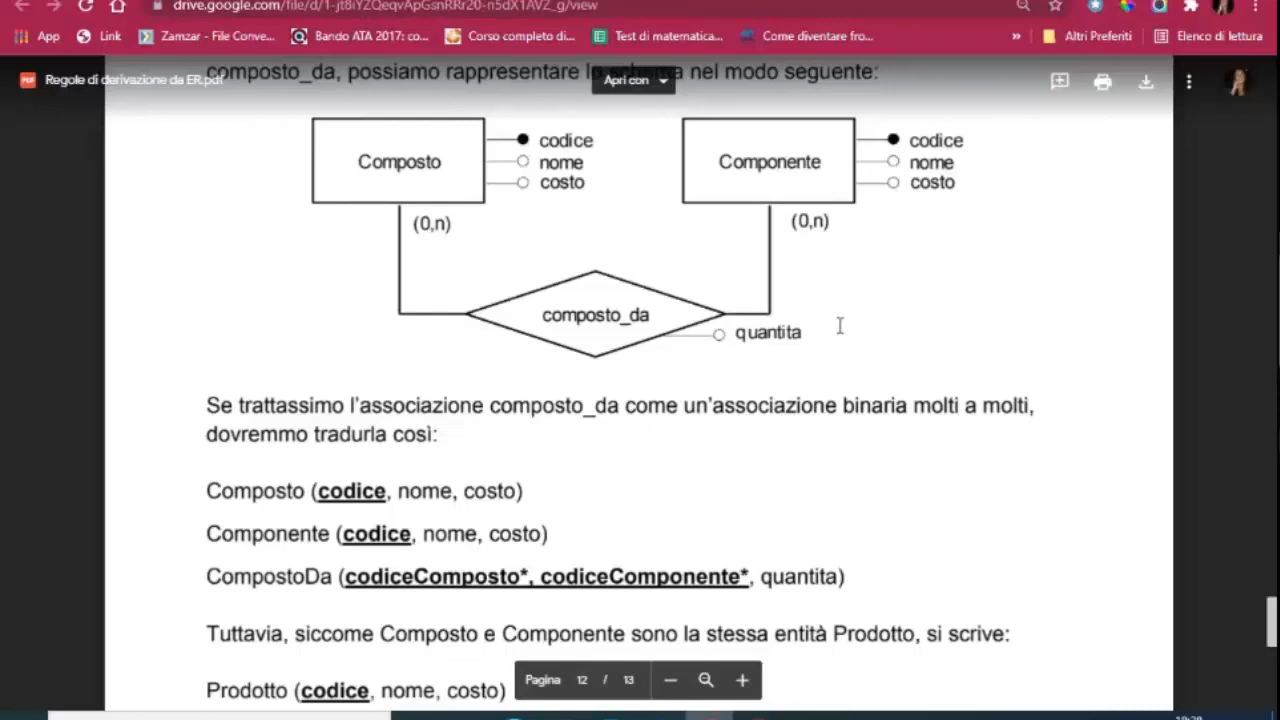 drive.google.com/file/d/1-jt8iYZQeqvApGsnRRr20-n5dX1AVZ_g/view
App Link Zamzar - File Conve... Bando ATA 2017: co... Corso completo di... Test di matematica... Come diventare fro... » Altri Preferiti Elenco di lettura
composto_da, possiamo rappresentare lo schema nel modo seguente:
PDF Regole di derivazione da ER.pdf Apri con
Composto
codice
nome
costo
(0,n)
Componente
codice
nome
costo
(0,n)
composto_da
quantita
Se trattassimo l'associazione composto_da come un'associazione binaria molti a molti,
dovremmo tradurla così:
Composto (codice, nome, costo)
Componente (codice, nome, costo)
CompostoDa (codiceComposto*, codiceComponente*, quantita)
Tuttavia, siccome Composto e Componente sono la stessa entità Prodotto, si scrive:
Prodotto (codice, nome, costo)
Pagina 12 / 13